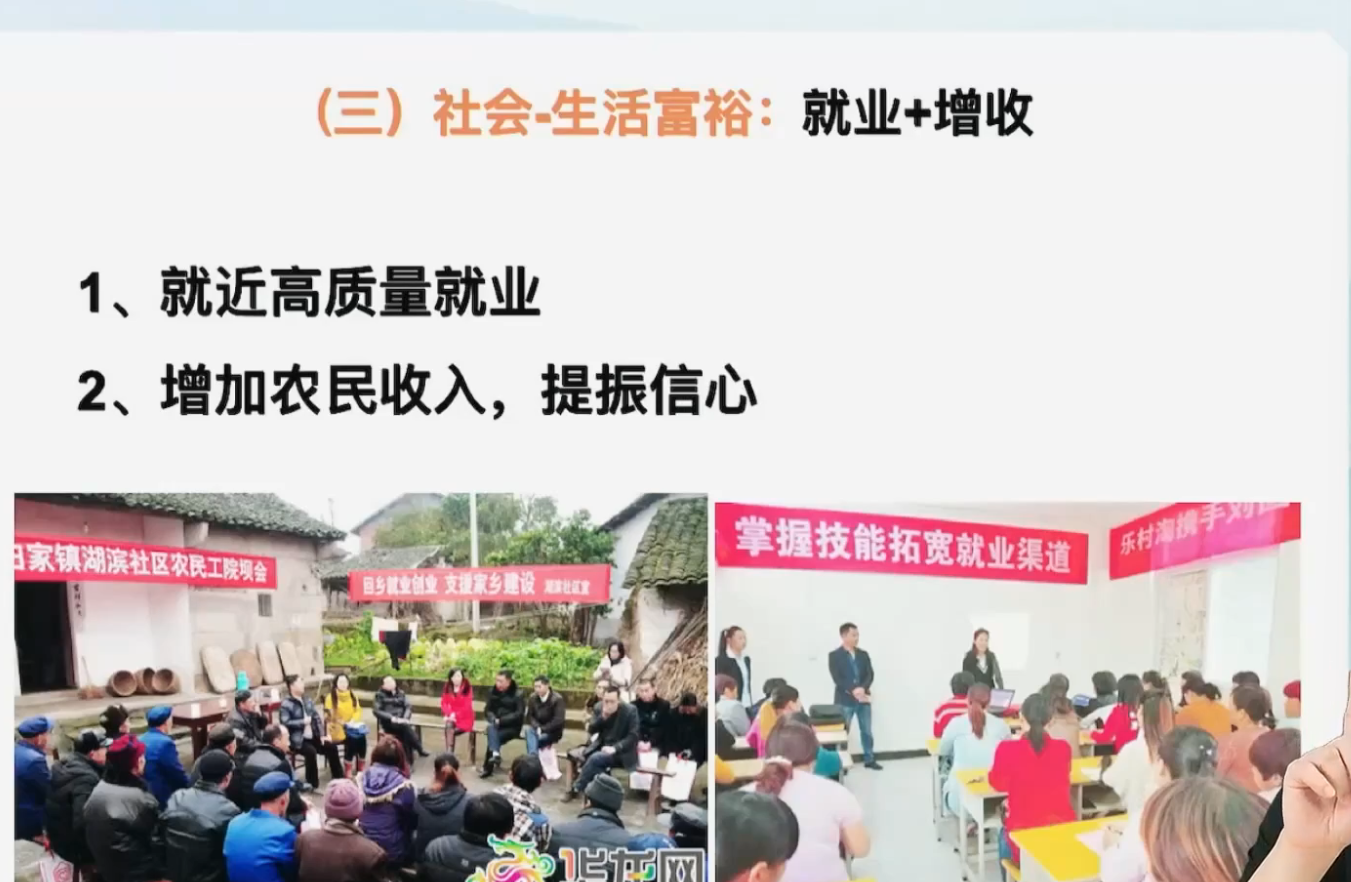 （三）社会-生活富裕：就业+增收
1、就近高质量就业
2、增加农民收入，提振信心
家镇湖滨社区农民工院坝会
回乡就业创业 支援家乡建设 湖滨社区宣
掌握技能拓宽就业渠道
乐村淘携手
华龙网